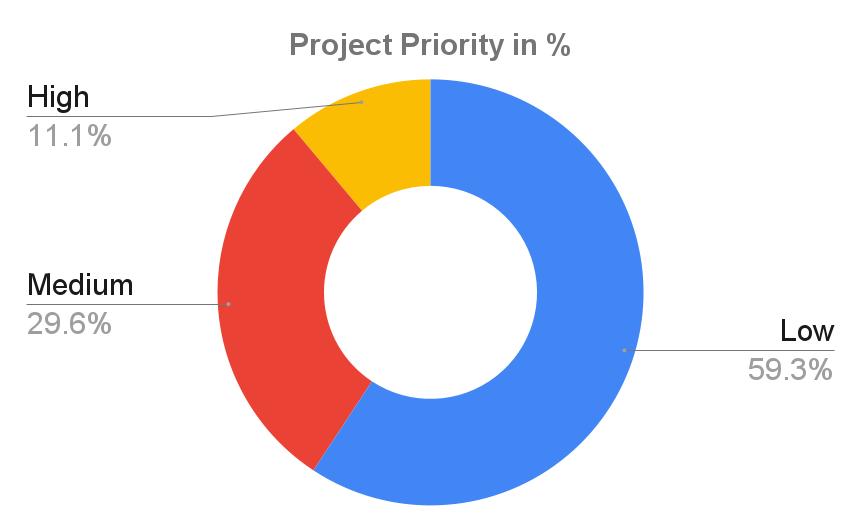 Project Priority in %
High
11.1%
Medium
29.6%
Low
59.3%